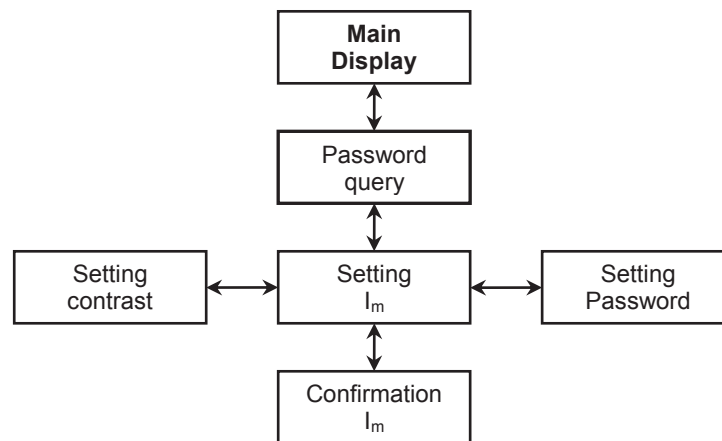 Main
Display
Password
query
Setting
contrast
Setting
Iₘ
Setting
Password
Confirmation
Iₘ